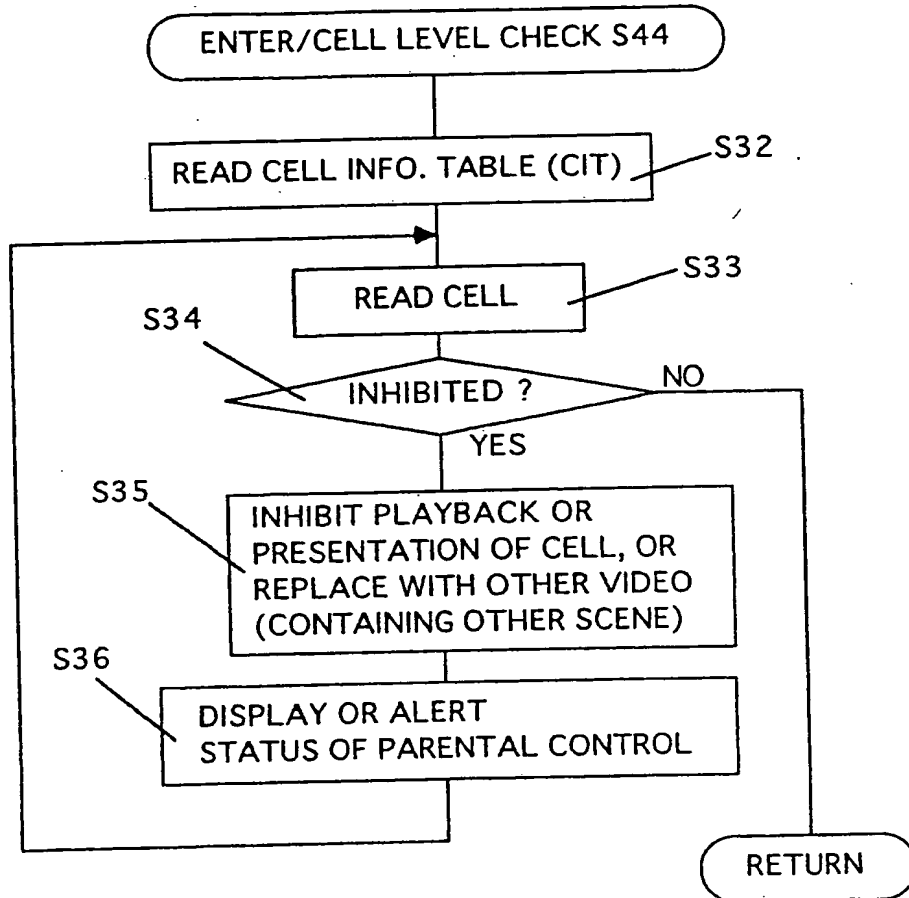 ENTER/CELL LEVEL CHECK S44
READ CELL INFO. TABLE (CIT)
S32
READ CELL
S33
S34
INHIBITED ?
NO
YES
S35
INHIBIT PLAYBACK OR
PRESENTATION OF CELL, OR
REPLACE WITH OTHER VIDEO
(CONTAINING OTHER SCENE)
S36
DISPLAY OR ALERT
STATUS OF PARENTAL CONTROL
RETURN